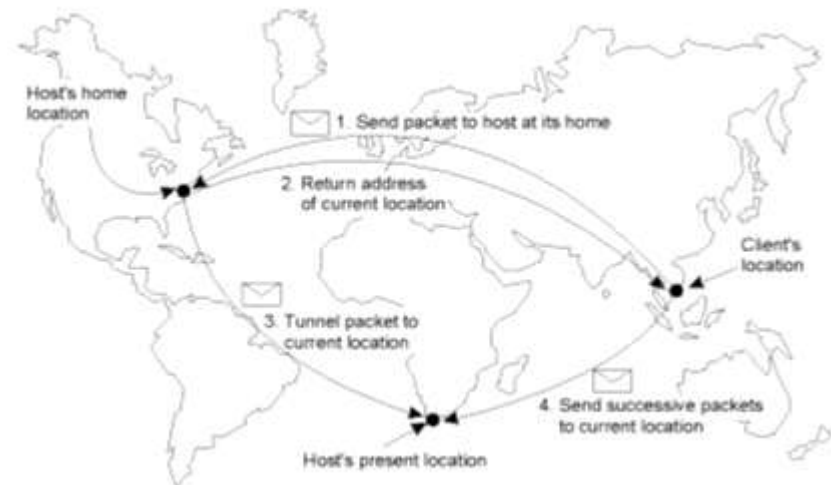 Host's home
location
1. Send packet to host at its home
2. Return address
of current location
Client's
location
3. Tunnel packet to
current location
4. Send successive packets
to current location
Host's present location